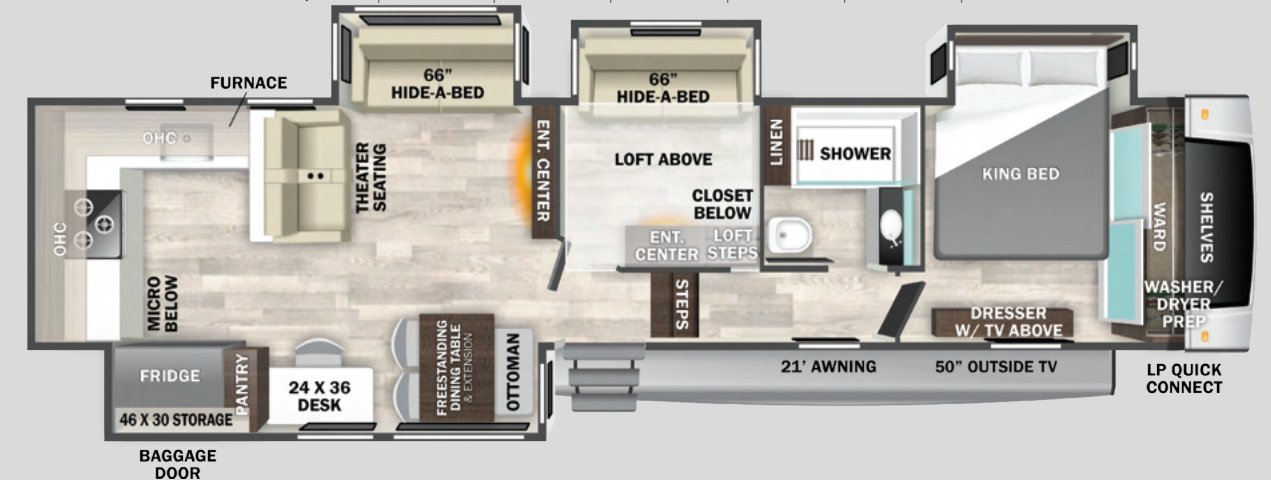 FURNACE
OHC
OHC
MICRO
BELOW
66"
HIDE-A-BED
THEATER
SEATING
ENT. CENTER
66"
HIDE-A-BED
LOFT ABOVE
CLOSET
BELOW
ENT.
CENTER
LOFT
STEPS
STEPS
LINEN
SHOWER
KING BED
WARD
SHELVES
WASHER/
DRYER
PREP
DRESSER
W/ TV ABOVE
FRIDGE
PANTRY
46 X 30 STORAGE
24 X 36
DESK
FREESTANDING
DINING TABLE
& EXTENSION
OTTOMAN
21' AWNING
50" OUTSIDE TV
LP QUICK
CONNECT
BAGGAGE
DOOR